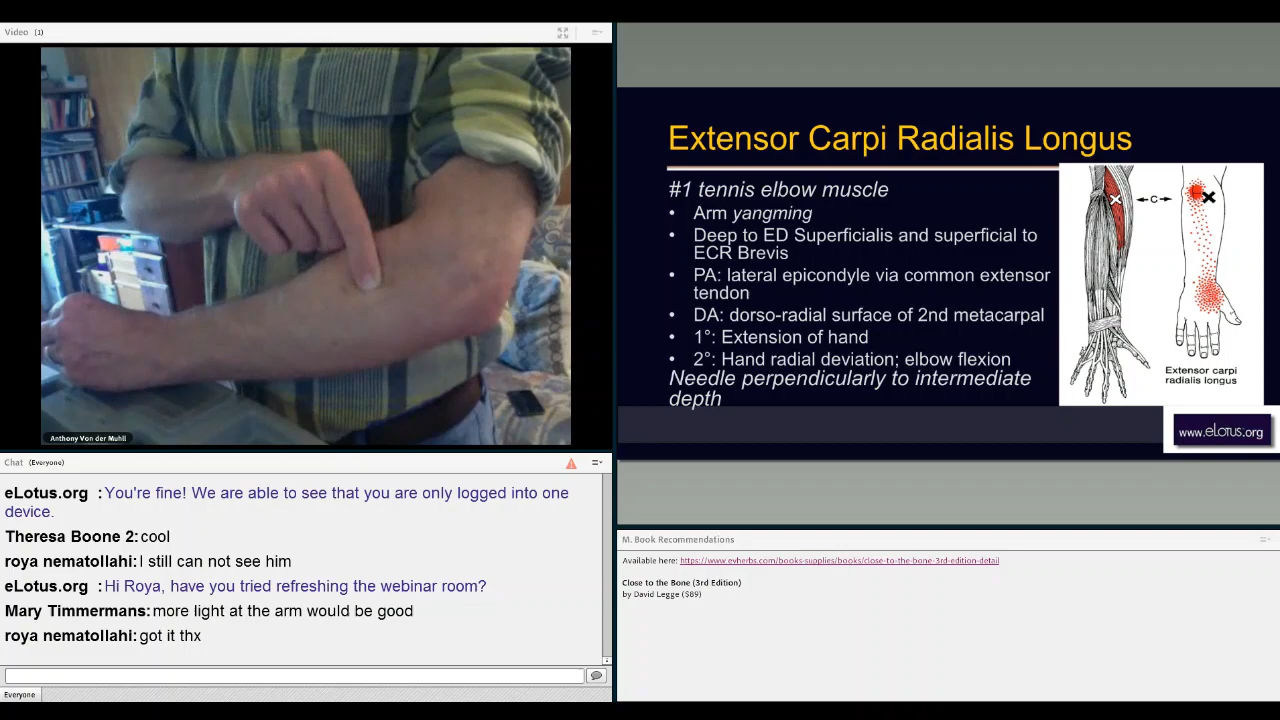 Video (1)
Anthony Von der Muhll
Chat (Everyone)
eLotus.org :You're fine! We are able to see that you are only logged into one
device.
Theresa Boone 2: cool
roya nematollahi: I still can not see him
eLotus.org :Hi Roya, have you tried refreshing the webinar room?
Mary Timmermans: more light at the arm would be good
roya nematollahi: got it thx
Everyone
Extensor Carpi Radialis Longus
#1 tennis elbow muscle
• Arm yangming
• Deep to ED Superficialis and superficial to
ECR Brevis
• PA: lateral epicondyle via common extensor
tendon
• DA: dorso-radial surface of 2nd metacarpal
• 1°: Extension of hand
• 2°: Hand radial deviation; elbow flexion
Needle perpendicularly to intermediate
depth
C
Extensor carpi
radialis longus
www.eLotus.org
M. Book Recommendations
Available here: https://www.evherbs.com/books-supplies/books/close-to-the-bone-3rd-edition-detail
Close to the Bone (3rd Edition)
by David Legge ($89)